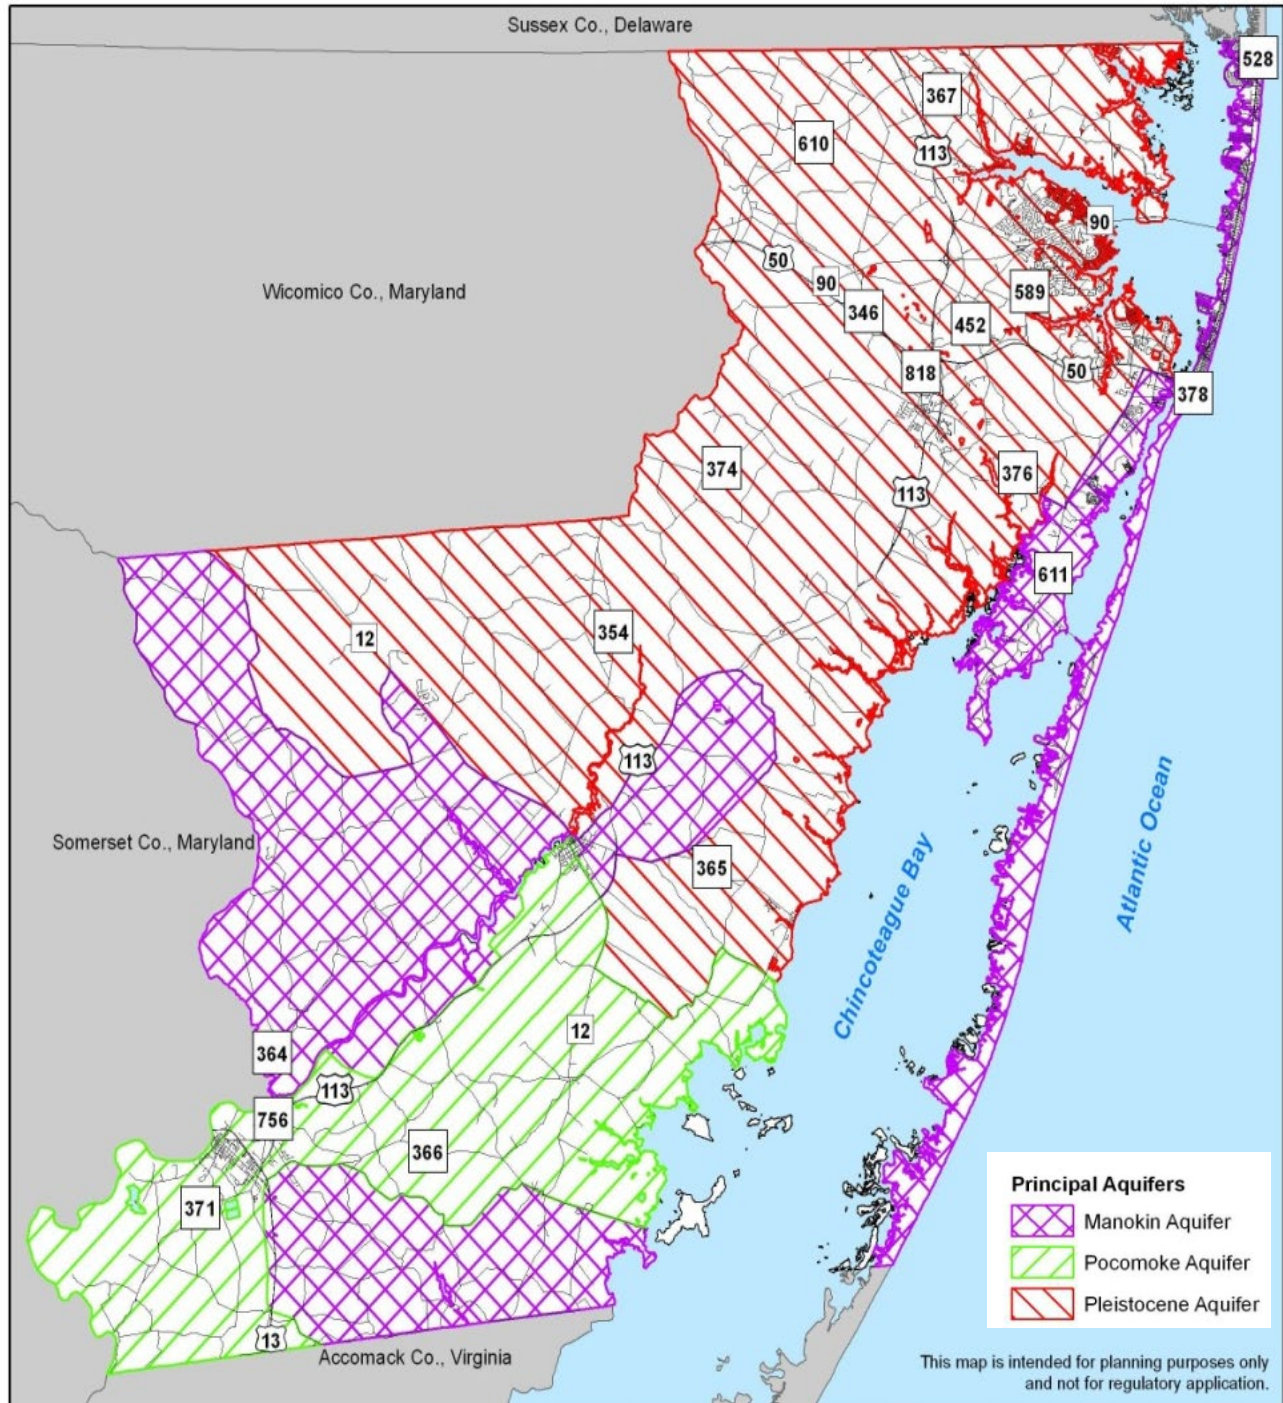 Sussex Co., Delaware
528
367
610
113
90
50
Wicomico Co., Maryland
90
589
346
452
818
50
378
374
376
113
611
12
354
113
Atlantic Ocean
Somerset Co., Maryland
365
Chincoteague Bay
12
364
113
756
366
371
Principal Aquifers
Manokin Aquifer
Pocomoke Aquifer
Pleistocene Aquifer
13
Accomack Co., Virginia
This map is intended for planning purposes only
and not for regulatory application.